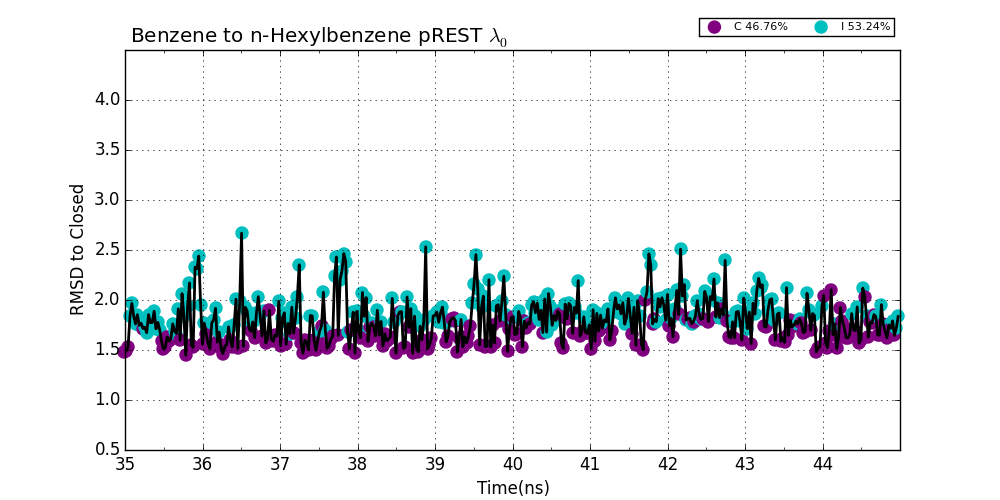 Benzene to n-Hexylbenzene pREST λ0
C 46.76% I 53.24%
4.0
3.5
3.0
2.5
2.0
1.5
1.0
0.5
RMSD to Closed
35 36 37 38 39 40 41 42 43 44
Time(ns)